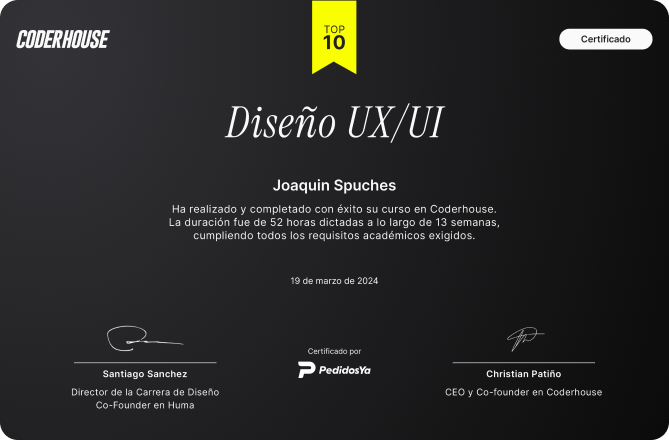 CODERHOUSE
TOP
10
Certificado
Diseño UX/UI
Joaquin Spuches
Ha realizado y completado con éxito su curso en Coderhouse.
La duración fue de 52 horas dictadas a lo largo de 13 semanas,
cumpliendo todos los requisitos académicos exigidos.
19 de marzo de 2024
Santiago Sanchez
Director de la Carrera de Diseño
Co-Founder en Huma
Certificado por
PedidosYa
Christian Patiño
CEO y Co-founder en Coderhouse